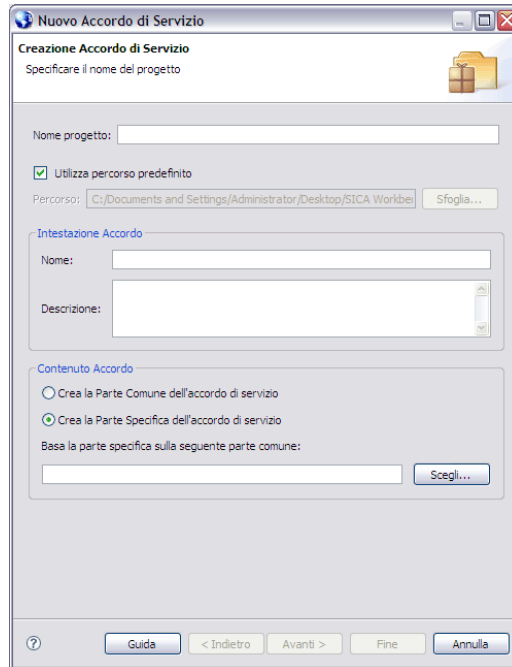 Nuovo Accordo di Servizio
Creazione Accordo di Servizio
Specificare il nome del progetto
Nome progetto:
Utilizza percorso predefinito
Percorso: C:/Documents and Settings/Administrator/Desktop/SICA Workbe Sfoglia...
Intestazione Accordo
Nome:
Descrizione:
Contenuto Accordo
Crea la Parte Comune dell'accordo di servizio
Crea la Parte Specifica dell'accordo di servizio
Basa la parte specifica sulla seguente parte comune:
Scegli...
? Guida < Indietro Avanti > Fine Annulla